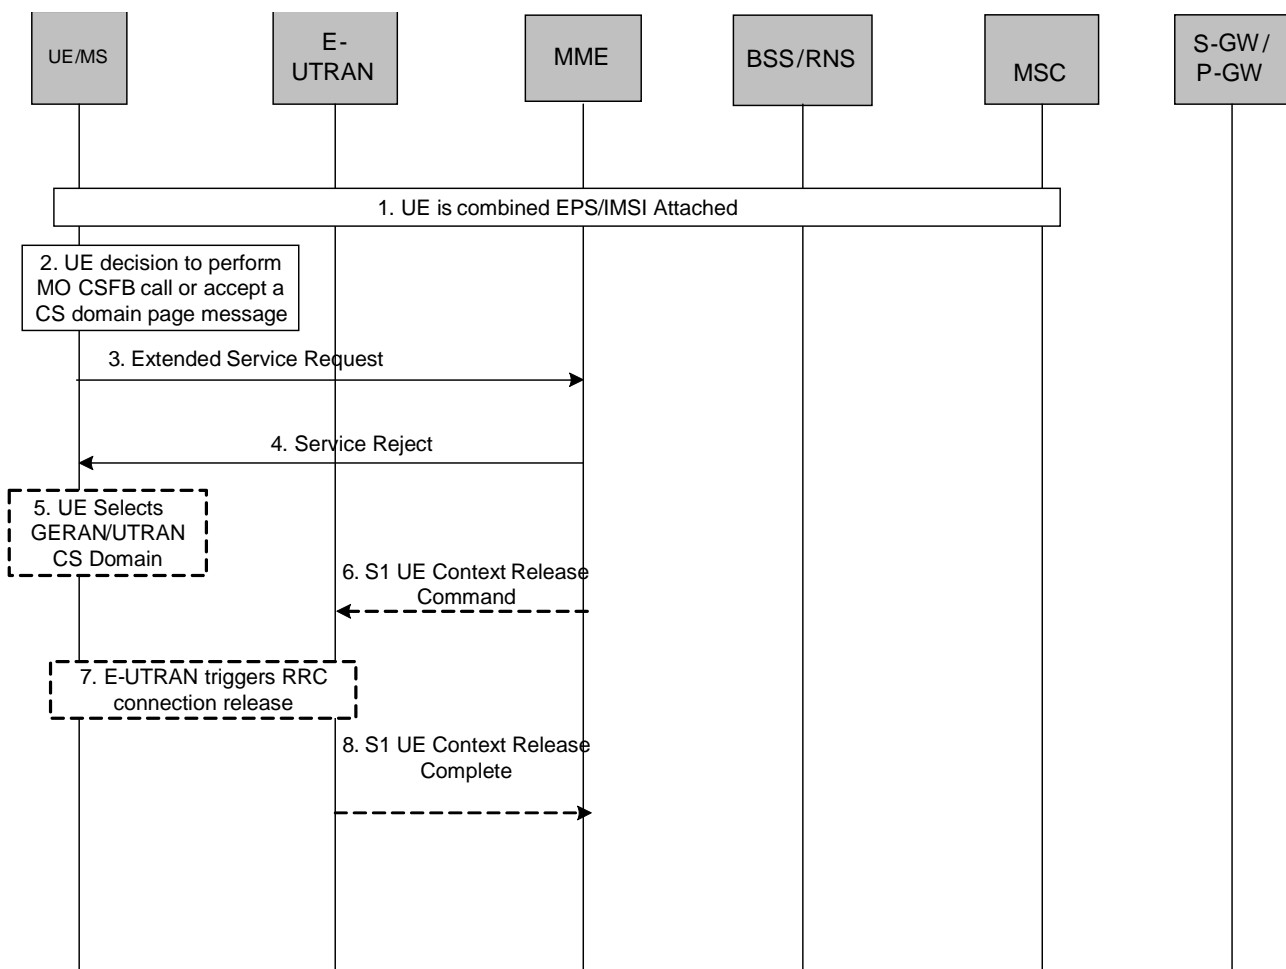 UE/MS
E-
UTRAN
MME
BSS/RNS
MSC
S-GW/
P-GW
1. UE is combined EPS/IMSI Attached
2. UE decision to perform
MO CSFB call or accept a
CS domain page message
3. Extended Service Request
4. Service Reject
5. UE Selects
GERAN/UTRAN
CS Domain
6. S1 UE Context Release
Command
7. E-UTRAN triggers RRC
connection release
8. S1 UE Context Release
Complete